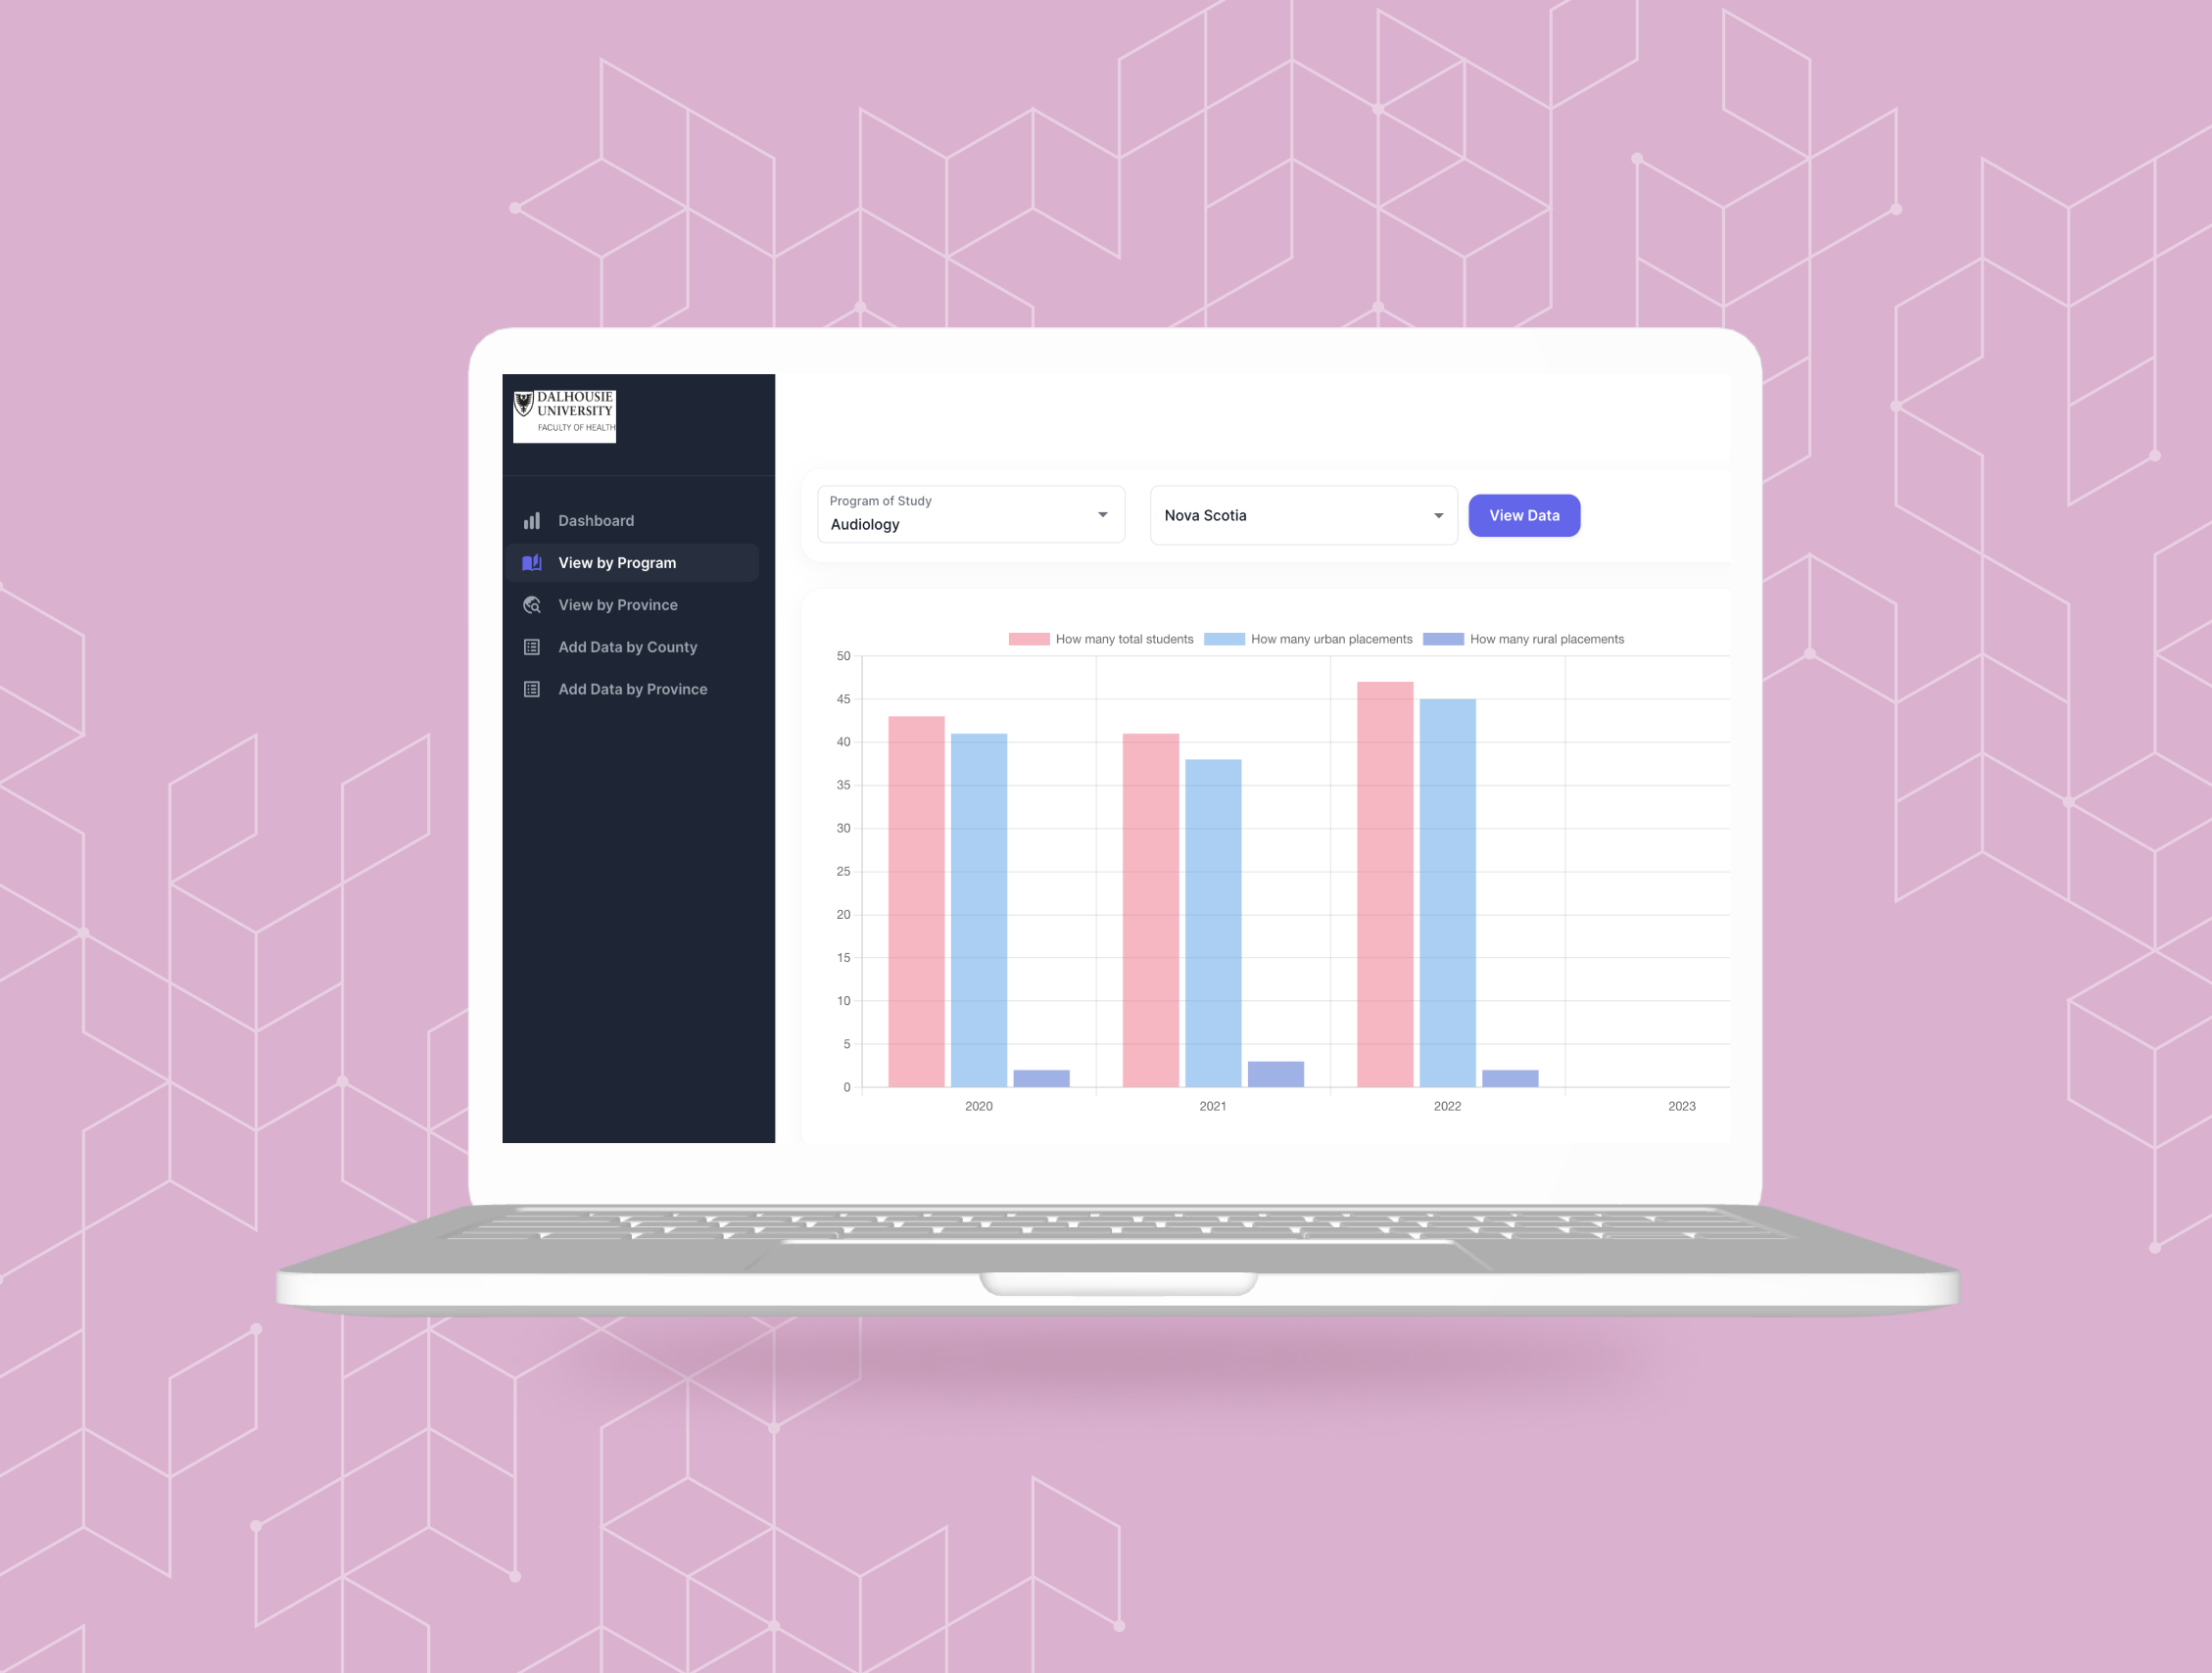 DALHOUSIE
UNIVERSITY
FACULTY OF HEALTH
Dashboard
View by Program
View by Province
Add Data by County
Add Data by Province
Program of Study
Audiology
Nova Scotia
View Data
How many total students How many urban placements How many rural placements
50
45
40
35
30
25
20
15
10
5
0
2020 2021 2022 2023